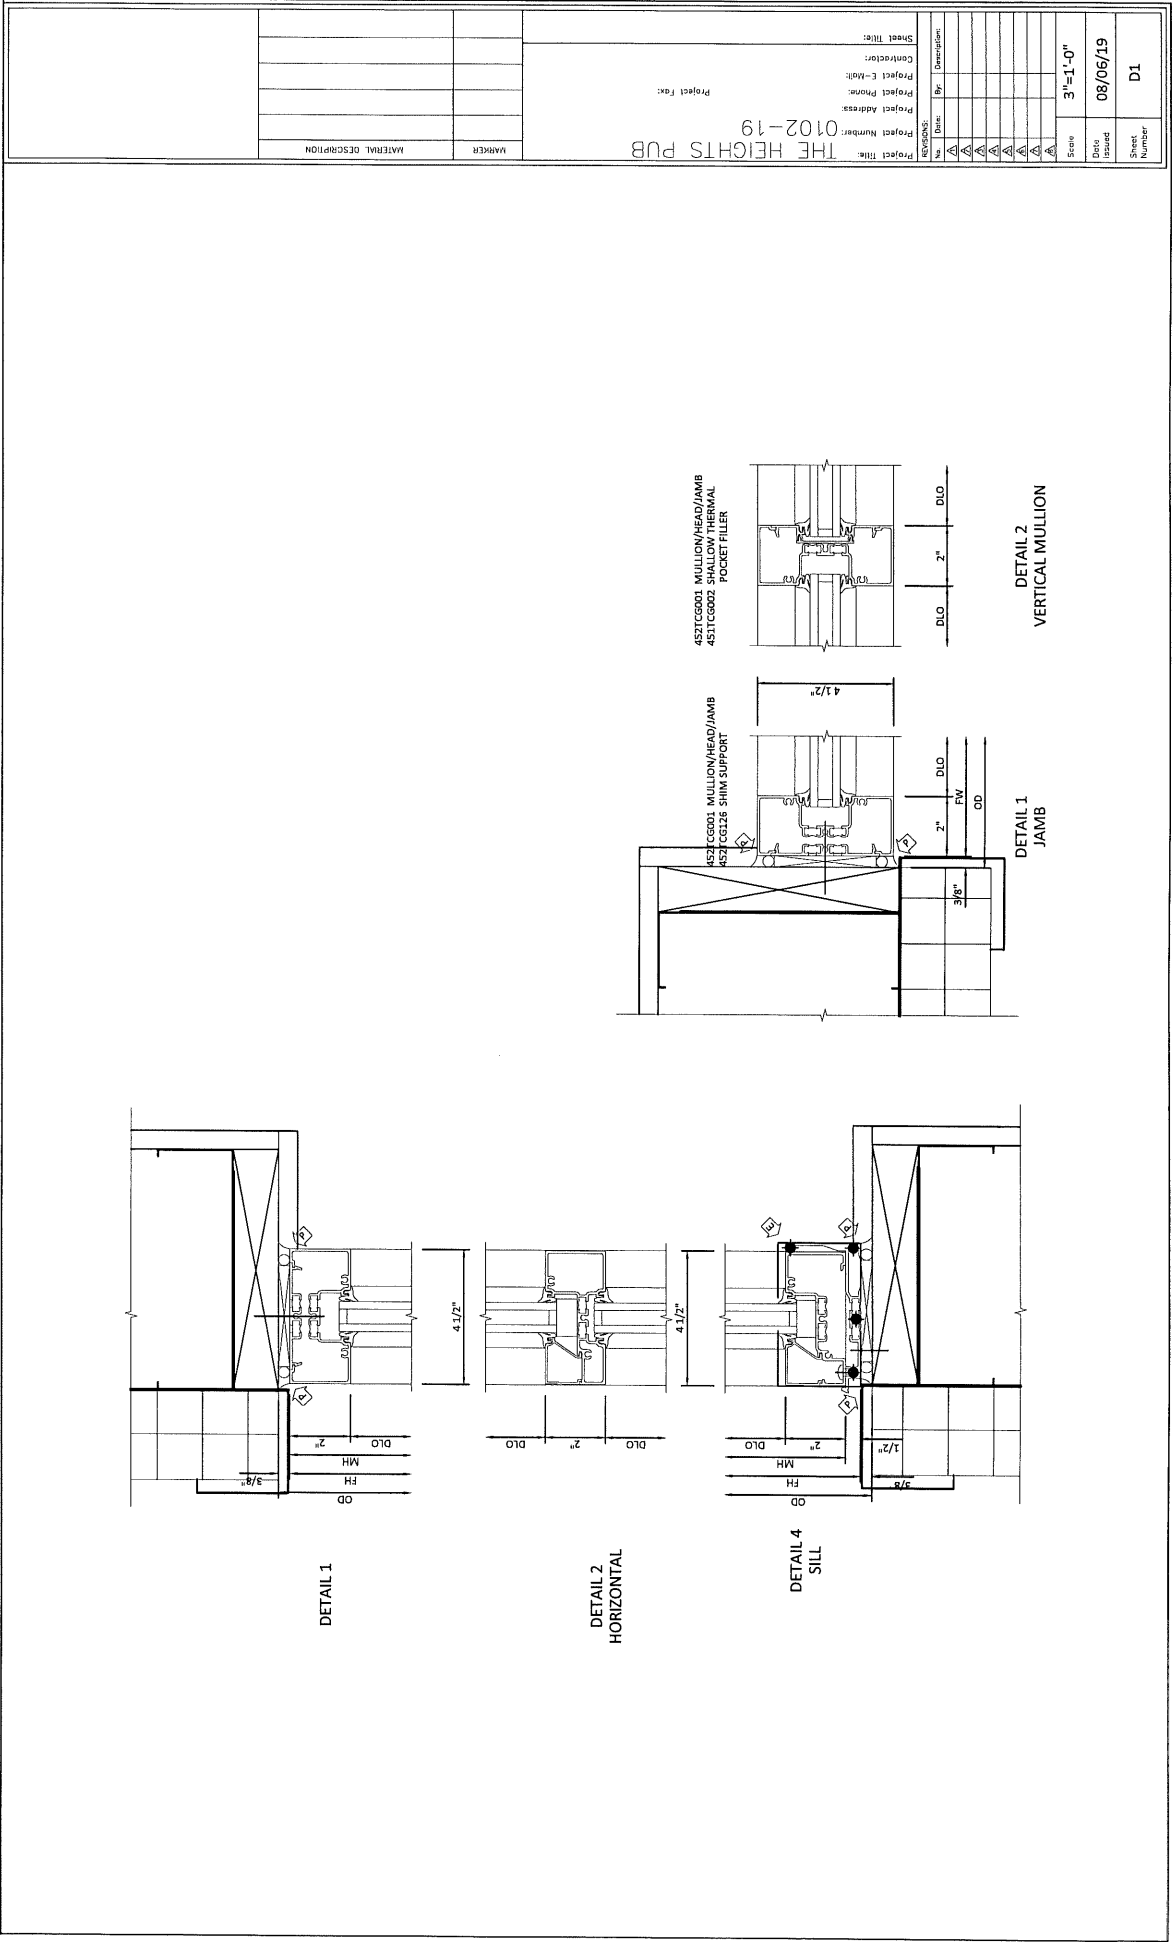 MARKER
MATERIAL DESCRIPTION
Project Title:
THE HEIGHTS PUB
Project Number:
0102-19
Project Address:
Project Phone:
Project Fax:
Project E-Mail:
Contractor:
Sheet Title:
REVISIONS:
No.
Date:
By:
Description:
Scale
3"=1'-0"
Date
Issued
08/06/19
Sheet
Number
D1
P
P
3/8"
2"
DLO
MH
FH
OD
4 1/2"
DETAIL 1
DLO
2"
DLO
4 1/2"
DETAIL 2
HORIZONTAL
E
P
P
DLO
2"
1/2"
MH
FH
3/8
OD
DETAIL 4
SILL
452TCG001 MULLION/HEAD/JAMB
452TCG126 SHIM SUPPORT
P
P
4 1/2"
2"
DLO
FW
3/8"
OD
DETAIL 1
JAMB
452TCG001 MULLION/HEAD/JAMB
451TCG002 SHALLOW THERMAL
POCKET FILLER
DLO
2"
DLO
DETAIL 2
VERTICAL MULLION